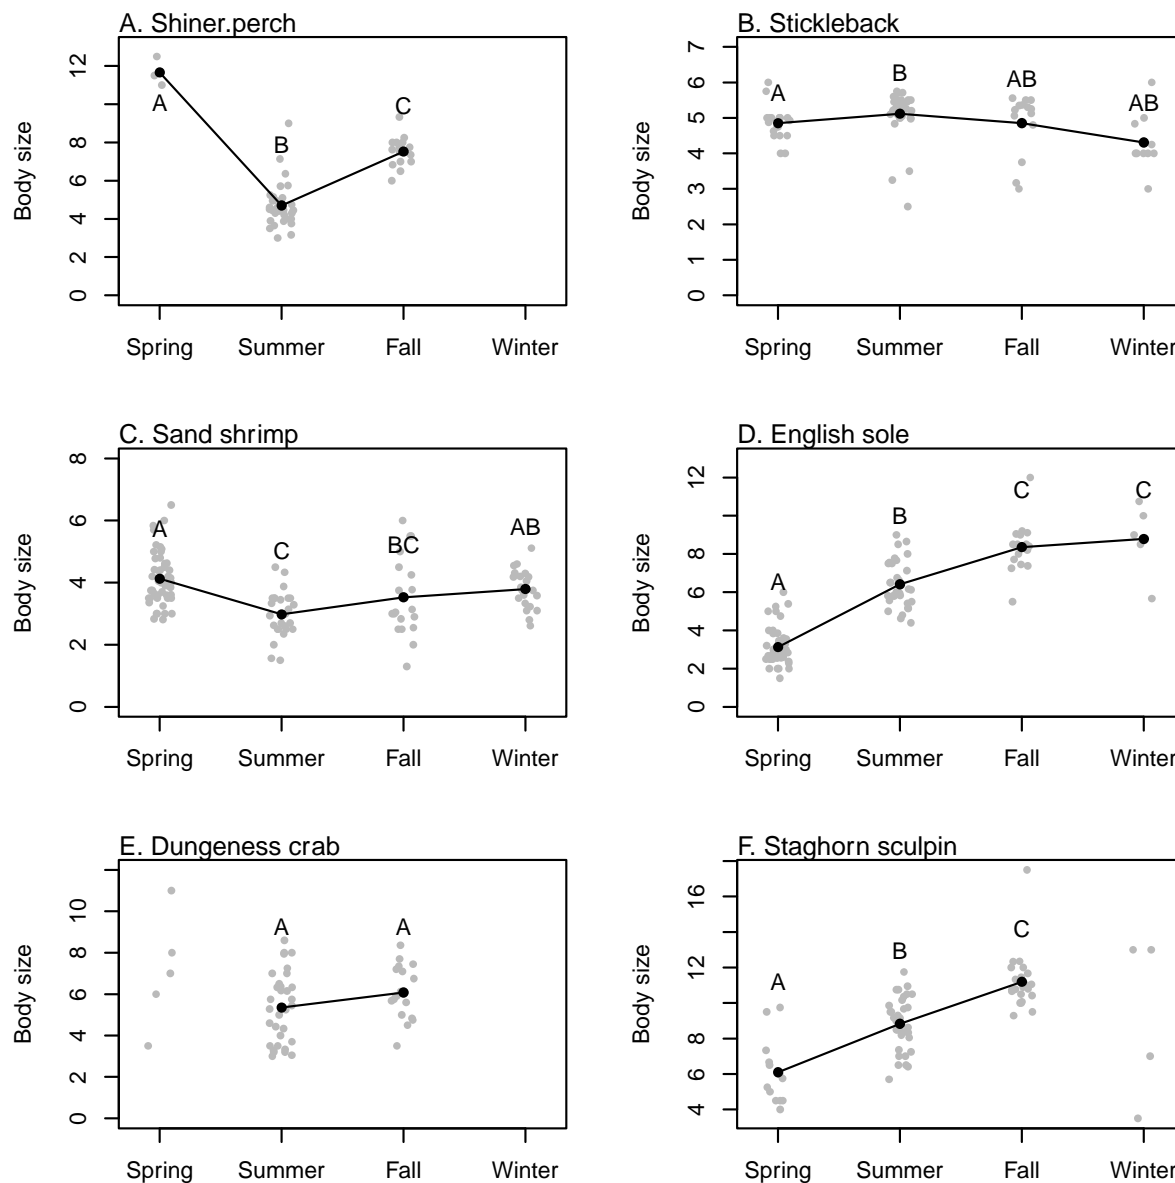 A. Shiner.perch
Body size
0 2 4 6 8 12
A B C
Spring Summer Fall Winter
B. Stickleback
Body size
0 1 2 3 4 5 6 7
A B AB AB
Spring Summer Fall Winter
C. Sand shrimp
Body size
0 2 4 6 8
A C BC AB
Spring Summer Fall Winter
D. English sole
Body size
0 2 4 6 8 12
A B C C
Spring Summer Fall Winter
E. Dungeness crab
Body size
0 2 4 6 8 10
A A
Spring Summer Fall Winter
F. Staghorn sculpin
Body size
4 6 8 12 16
A B C
Spring Summer Fall Winter